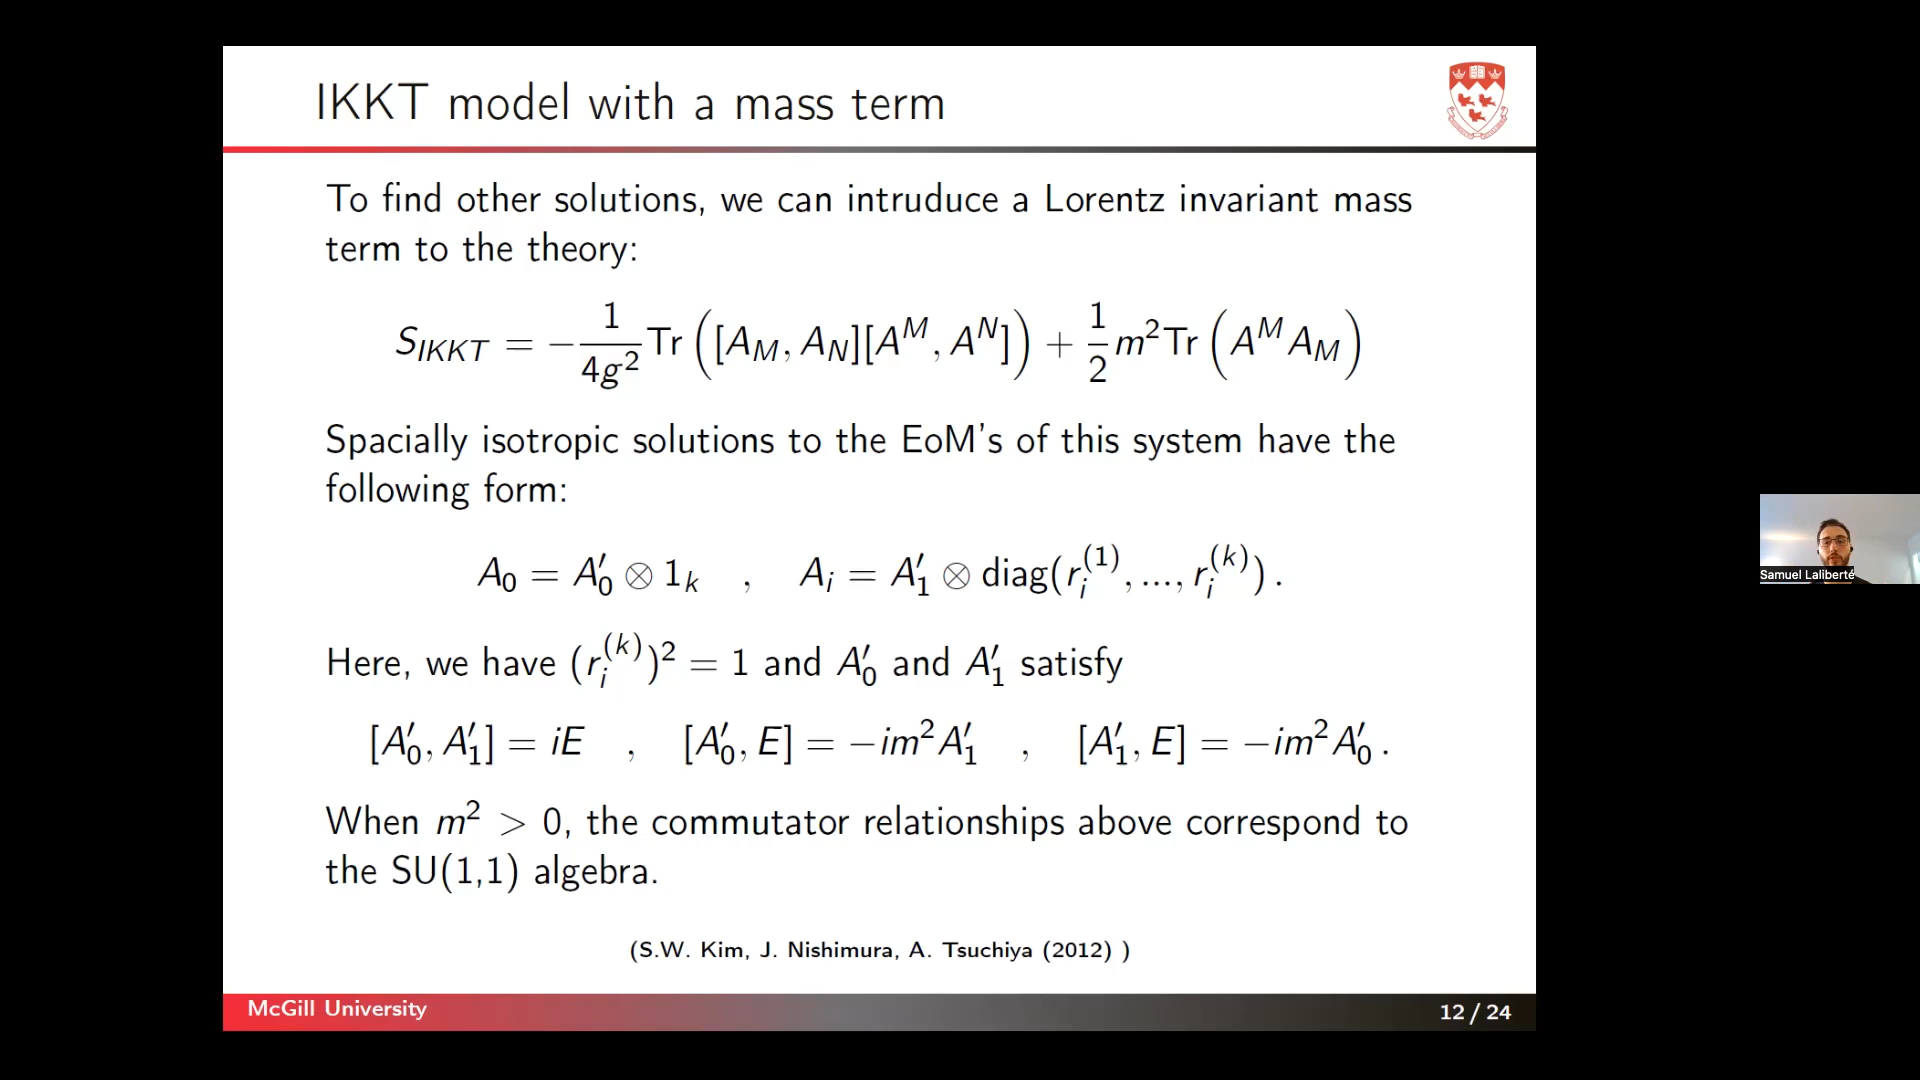 IKKT model with a mass term
To find other solutions, we can intruduce a Lorentz invariant mass
term to the theory:
S_{IKKT} = -\frac{1}{4g^2} Tr([A_M, A_N][A^M, A^N]) + \frac{1}{2} m^2 Tr(A^M A_M)
Spacially isotropic solutions to the EoM's of this system have the
following form:
A_0 = A'_0 ⊗ 1_k , A_i = A'_1 ⊗ diag(r_i^{(1)}, ..., r_i^{(k)}) .
Here, we have (r_i^{(k)})^2 = 1 and A'_0 and A'_1 satisfy
[A'_0, A'_1] = iE , [A'_0, E] = -im^2 A'_1 , [A'_1, E] = -im^2 A'_0 .
When m^2 > 0, the commutator relationships above correspond to
the SU(1,1) algebra.
(S.W. Kim, J. Nishimura, A. Tsuchiya (2012) )
McGill University
12 / 24
Samuel Laliberté